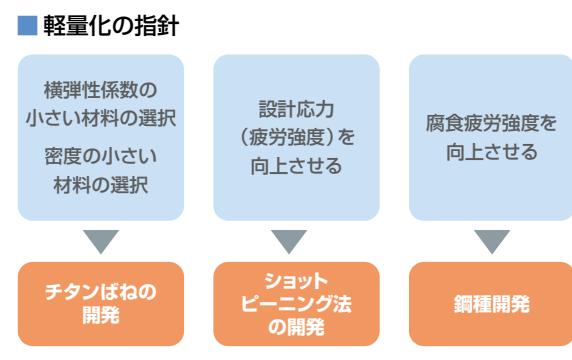 ■ 軽量化の指針
横弾性係数の
小さい材料の選択
密度の小さい
材料の選択
設計応力
（疲労強度）を
向上させる
腐食疲労強度を
向上させる
チタンばねの
開発
ショット
ピーニング法
の開発
鋼種開発